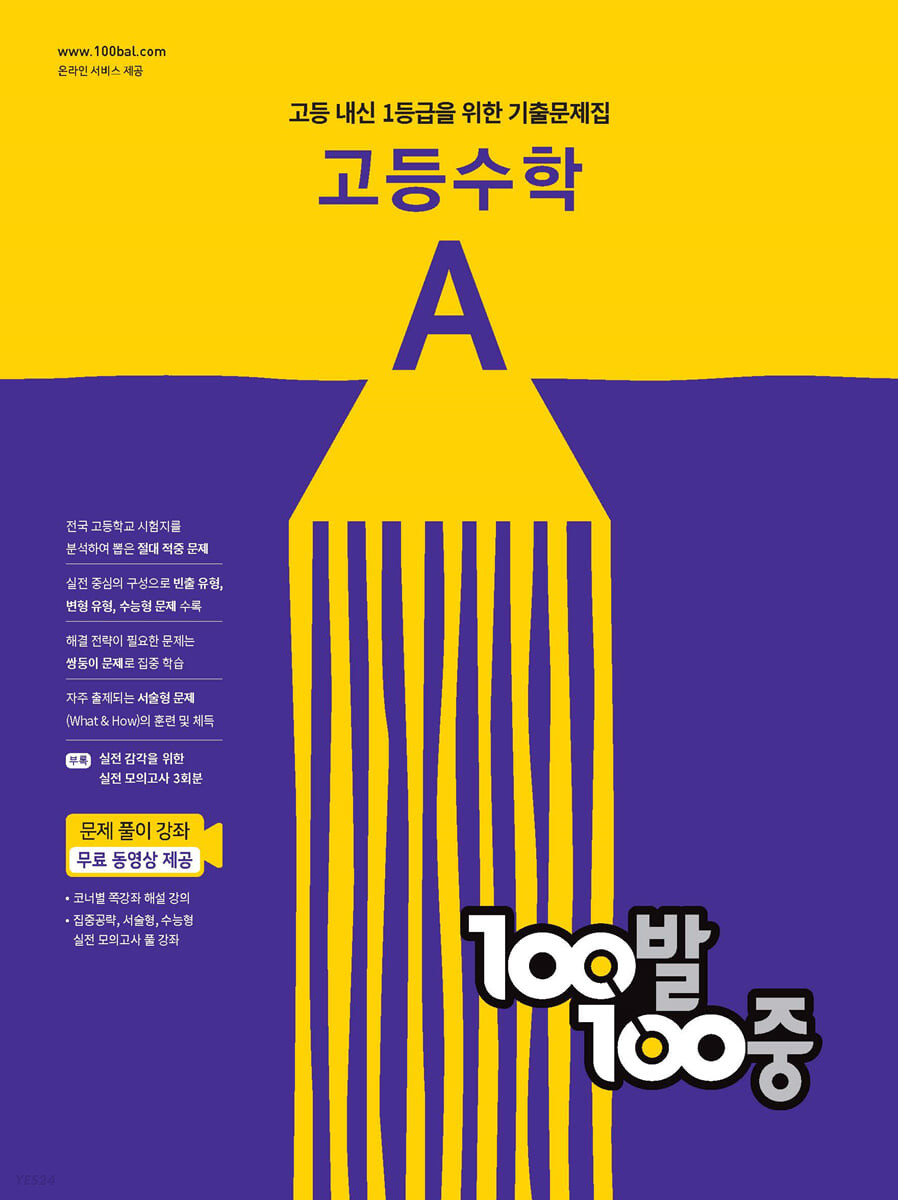 www.100bal.com
온라인 서비스 제공
고등 내신 1등급을 위한 기출문제집
고등수학
A
전국 고등학교 시험지를
분석하여 뽑은 절대 적중 문제
실전 중심의 구성으로 빈출 유형,
변형 유형, 수능형 문제 수록
해결 전략이 필요한 문제는
쌍둥이 문제로 집중 학습
자주 출제되는 서술형 문제
(What & How)의 훈련 및 체득
부록 실전 감각을 위한
실전 모의고사 3회분
문제 풀이 강좌
무료 동영상 제공
• 코너별 쪽강좌 해설 강의
• 집중공략, 서술형, 수능형
실전 모의고사 풀 강좌
100발
100중
YES24